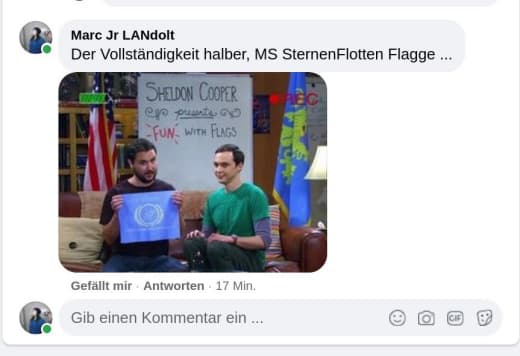 Marc Jr LANdolt
Der Vollständigkeit halber, MS SternenFlotten Flagge ...
SHELDON COOPER
presents
REC
FUN WITH FLAGS
Gefällt mir · Antworten · 17 Min.
Gib einen Kommentar ein ...
GIF